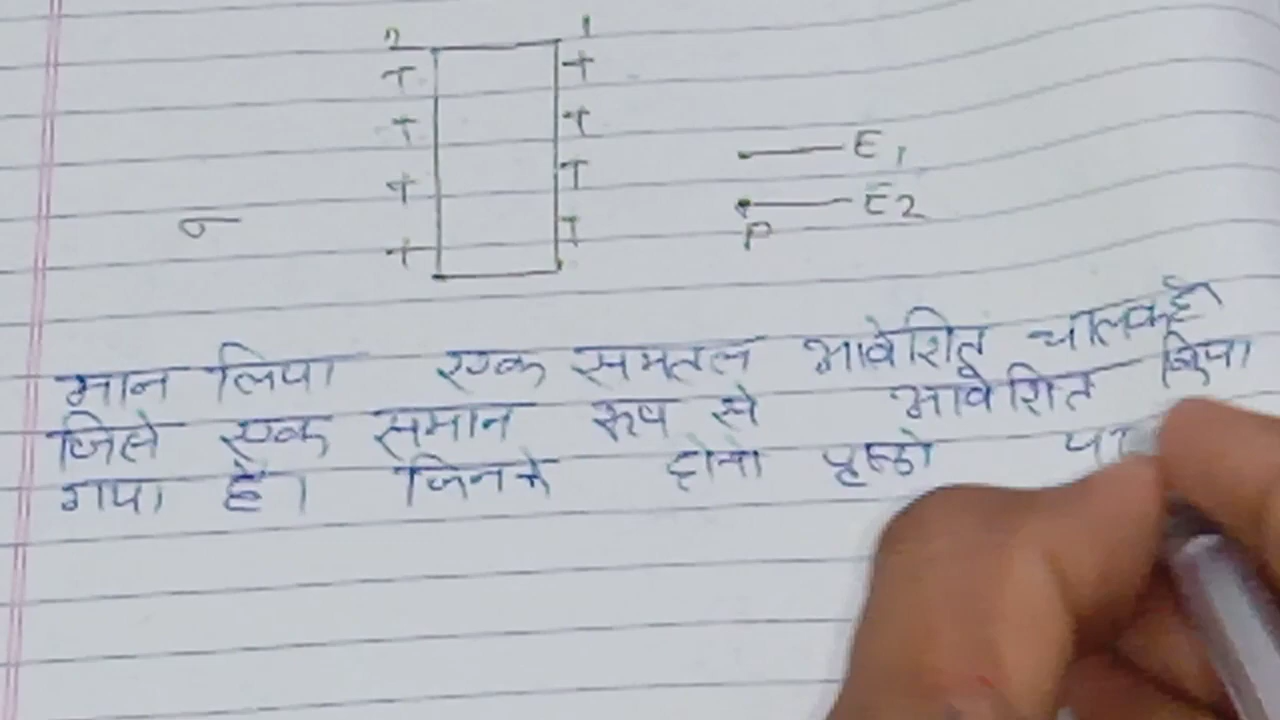 2 1
+ +
+ +
E1
+ +
E2
σ
P
+ +
मान लिया एक समतल आवेशित चालक है
जिसे एक समान रूप से आवेशित किया
गया है। जिनके दोनो पृष्ठो पर